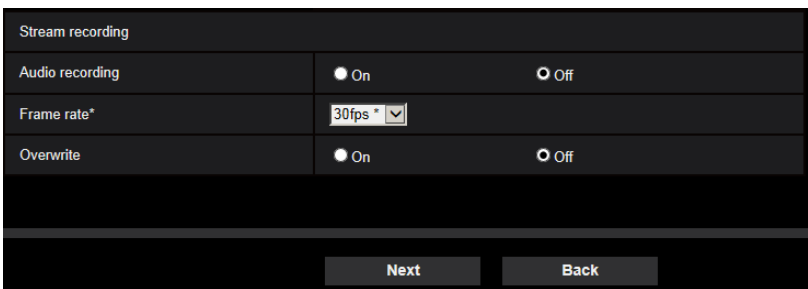 Stream recording
Audio recording On Off
Frame rate* 30fps *
Overwrite On Off
Next Back